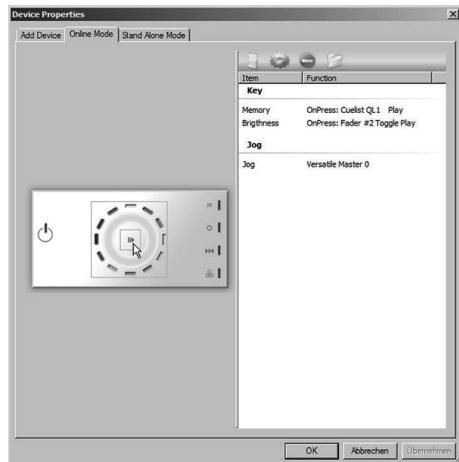 Device Properties
Add Device Online Mode Stand Alone Mode
Item Function
Key
Memory OnPress: Cuelist QL1 Play
Brigthness OnPress: Fader #2 Toggle Play
Jog
Jog Versatile Master 0
OK Abbrechen Übernehmen